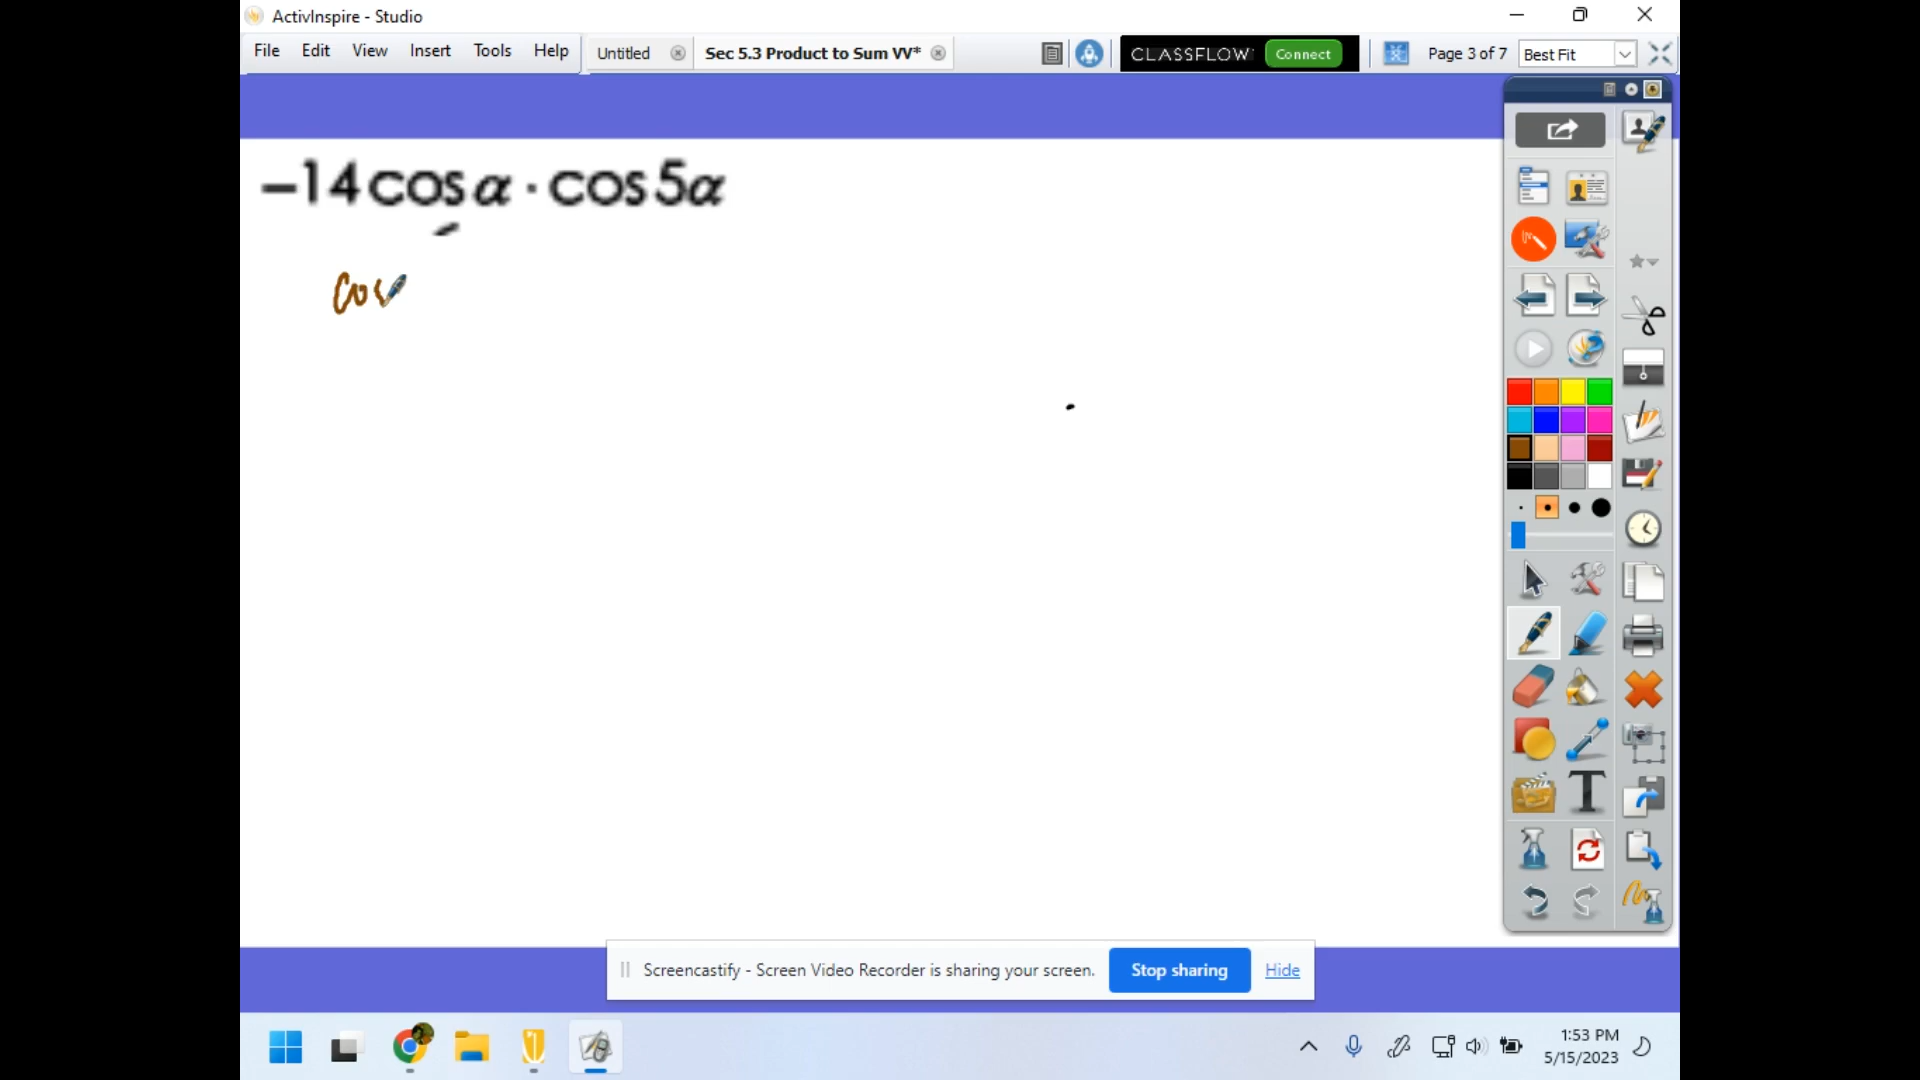 ActivInspire - Studio
File Edit View Insert Tools Help Untitled Sec 5.3 Product to Sum VV* CLASSFLOW Connect Page 3 of 7 Best Fit
−14 cos α · cos 5α
cos
T
Screencastify - Screen Video Recorder is sharing your screen. Stop sharing Hide
1:53 PM
5/15/2023